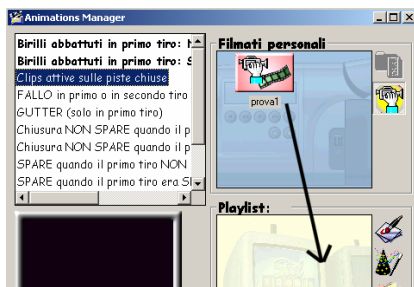 Animations Manager
Birilli abbattuti in primo tiro:
Birilli abbattuti in primo tiro: S
Clips attive sulle piste chiuse
FALLO in primo o in secondo tiro
GUTTER (solo in primo tiro)
Chiusura NON SPARE quando il p
Chiusura NON SPARE quando il p
SPARE quando il primo tiro NON
SPARE quando il primo tiro era
Filmati personali
prova1
Playlist: